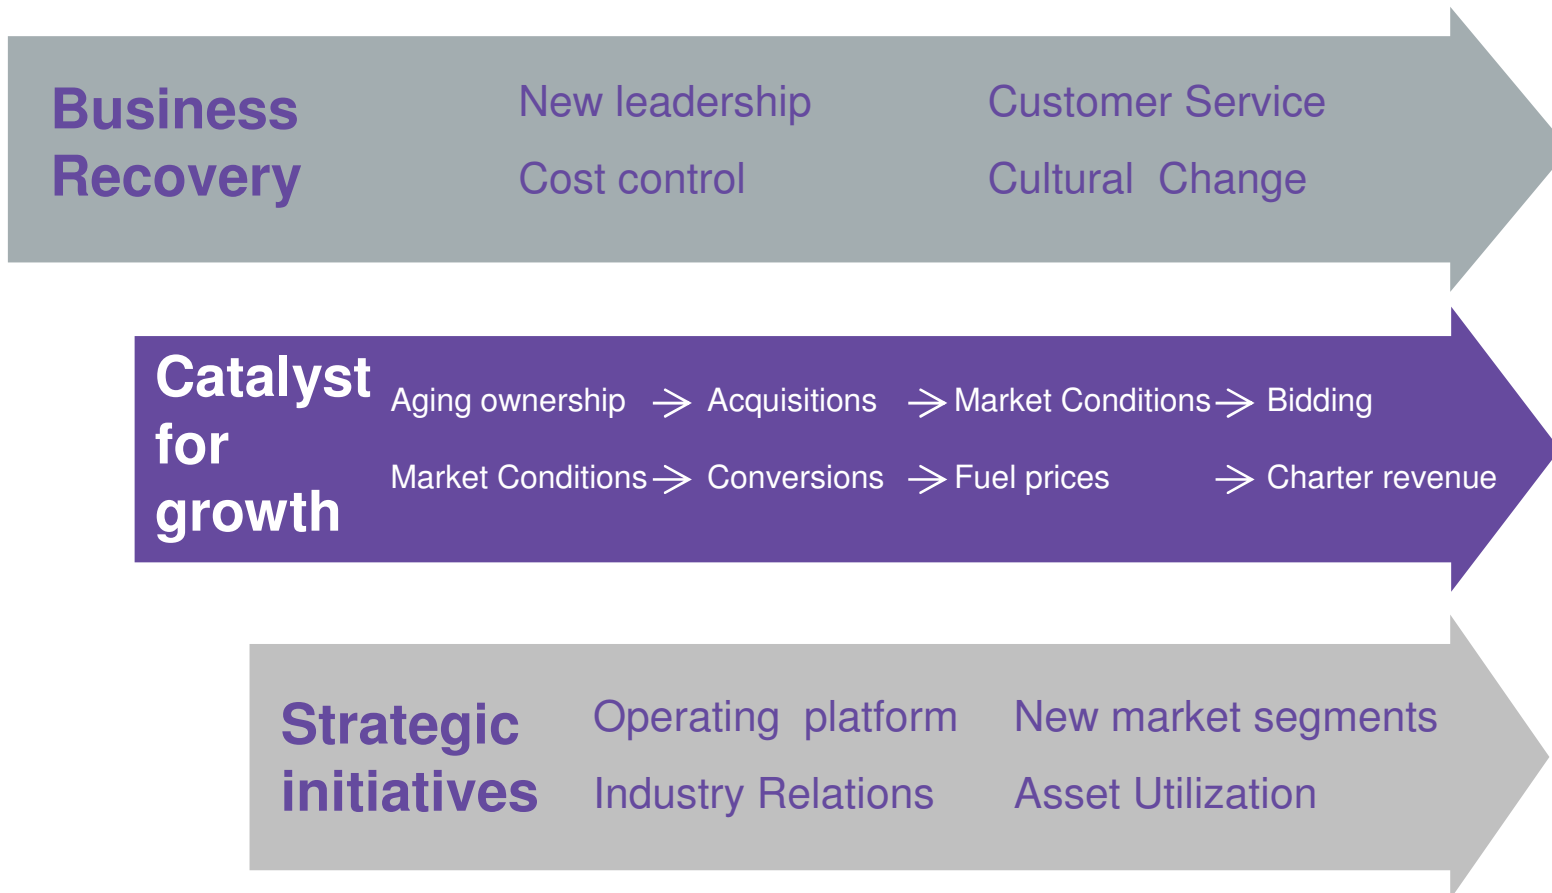 Business
Recovery
New leadership
Customer Service
Cost control
Cultural  Change
Catalyst
for
growth
Aging ownership → Acquisitions → Market Conditions → Bidding
Market Conditions → Conversions → Fuel prices → Charter revenue
Strategic
initiatives
Operating  platform
New market segments
Industry Relations
Asset Utilization